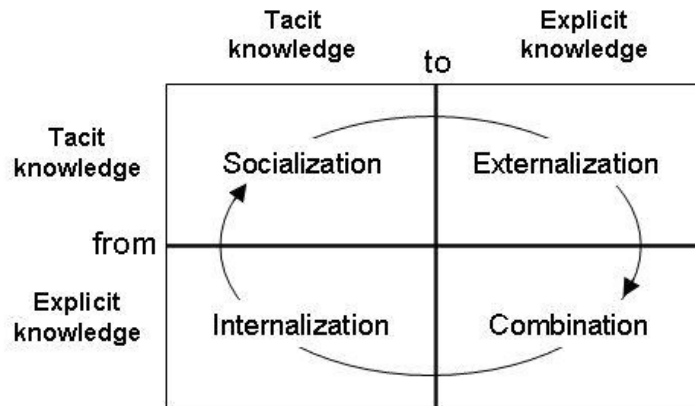 Tacit
knowledge
to
Explicit
knowledge
Tacit
knowledge
Socialization
Externalization
from
Explicit
knowledge
Internalization
Combination